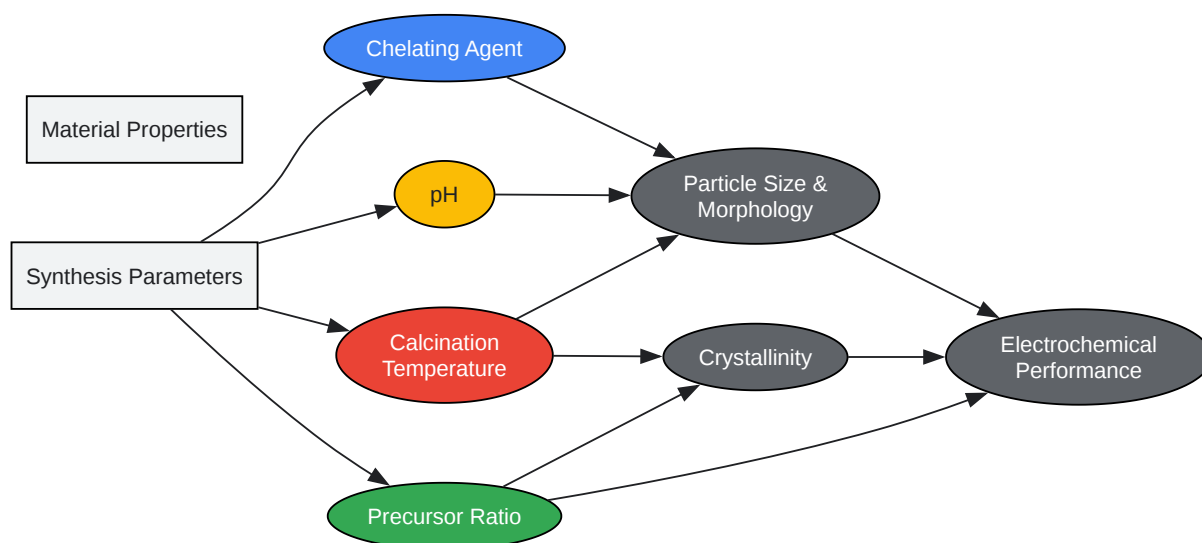 Chelating Agent
Material Properties
pH
Particle Size &
Morphology
Synthesis Parameters
Calcination
Temperature
Crystallinity
Electrochemical
Performance
Precursor Ratio